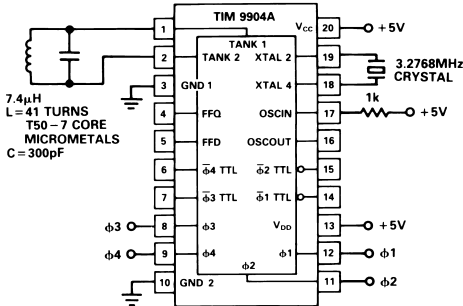 TIM 9904A
1
TANK 1
VCC
20
+5V
2
TANK 2
XTAL 2
19
3.2768MHz
CRYSTAL
3
GND 1
XTAL 4
18
1k
7.4μH
L=41 TURNS
T50–7 CORE
MICROMETALS
C=300pF
4
FFQ
OSCIN
17
+5V
5
FFD
OSCOUT
16
6
φ̅4 TTL
φ̅2 TTL
15
7
φ̅3 TTL
φ̅1 TTL
14
φ3
8
φ3
VDD
13
+5V
φ4
9
φ4
φ1
12
φ1
φ2
10
GND 2
11
φ2